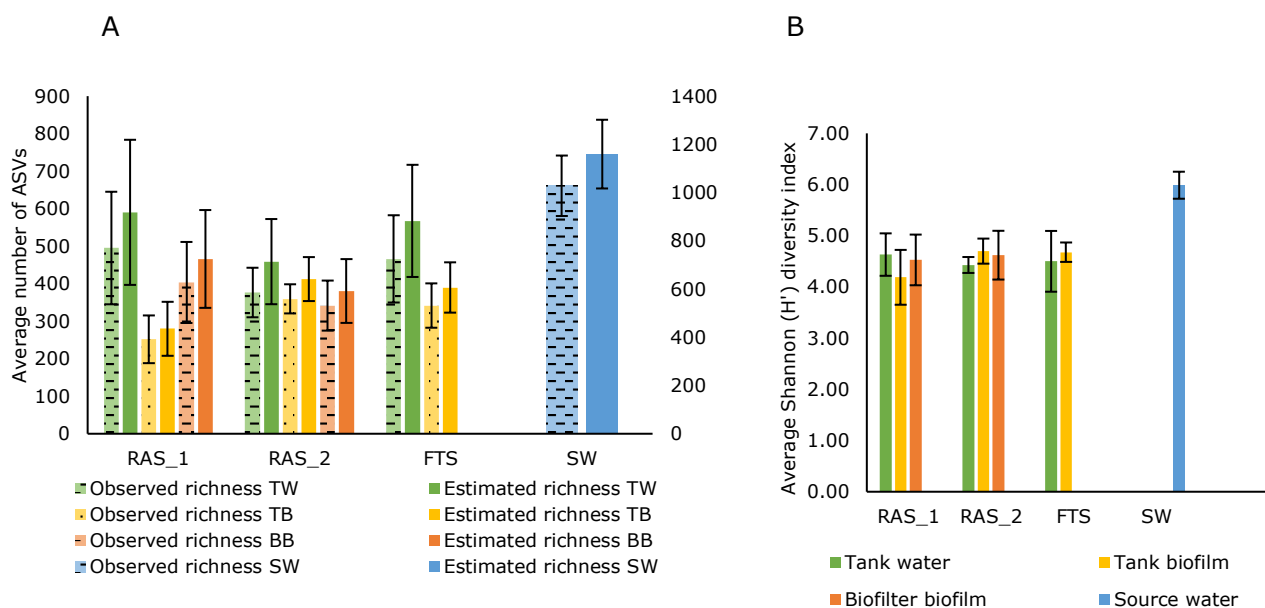 A
Average number of ASVs
900
800
700
600
500
400
300
200
100
0
1400
1200
1000
800
600
400
200
0
RAS_1 RAS_2 FTS SW
Observed richness TW Estimated richness TW
Observed richness TB Estimated richness TB
Observed richness BB Estimated richness BB
Observed richness SW Estimated richness SW
B
Average Shannon (H') diversity index
7.00
6.00
5.00
4.00
3.00
2.00
1.00
0.00
RAS_1 RAS_2 FTS SW
Tank water Tank biofilm
Biofilter biofilm Source water